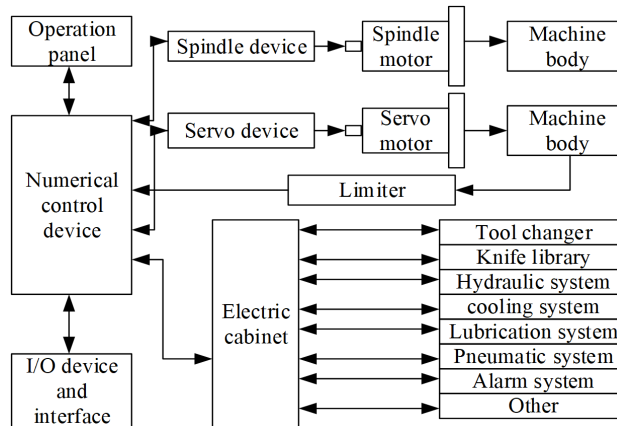 Operation
panel
Spindle device
Spindle
motor
Machine
body
Servo device
Servo
motor
Machine
body
Numerical
control
device
Limiter
Electric
cabinet
Tool changer
Knife library
Hydraulic system
cooling system
Lubrication system
Pneumatic system
Alarm system
Other
I/O device
and
interface